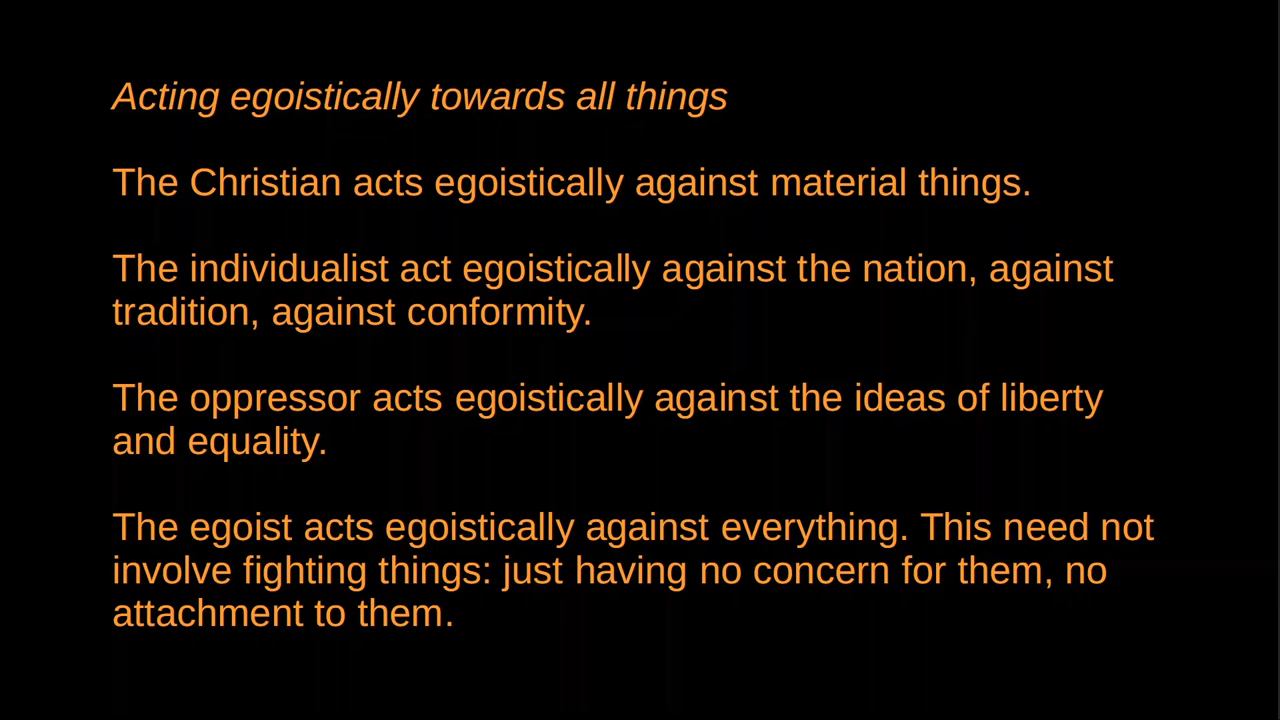 Acting egoistically towards all things
The Christian acts egoistically against material things.
The individualist act egoistically against the nation, against
tradition, against conformity.
The oppressor acts egoistically against the ideas of liberty
and equality.
The egoist acts egoistically against everything. This need not
involve fighting things: just having no concern for them, no
attachment to them.